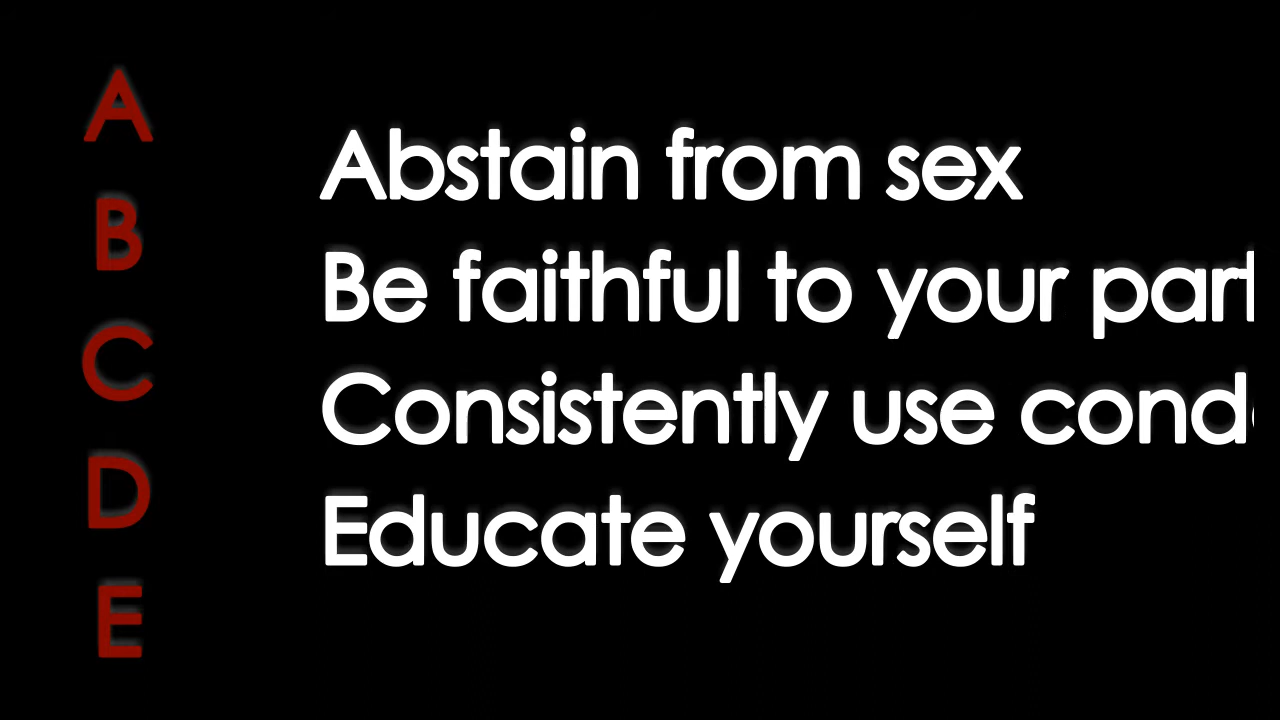 A
B
C
D
E
Abstain from sex
Be faithful to your
Consistently use
Educate yourself